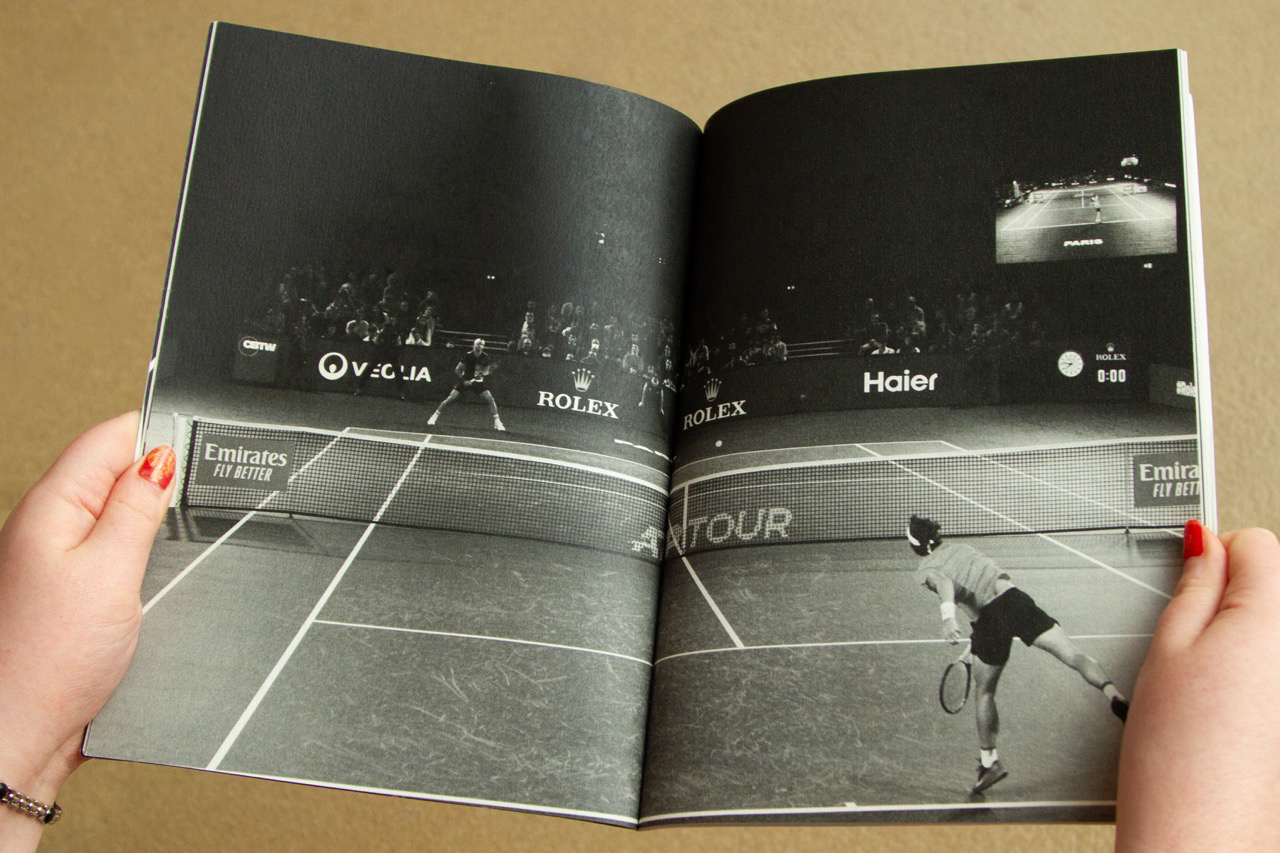 PARIS
CBTW
VEOLIA
ROLEX
ROLEX
Haier
ROLEX
0:00
Emirates
FLY BETTER
Emira
FLY BETT
ATP TOUR